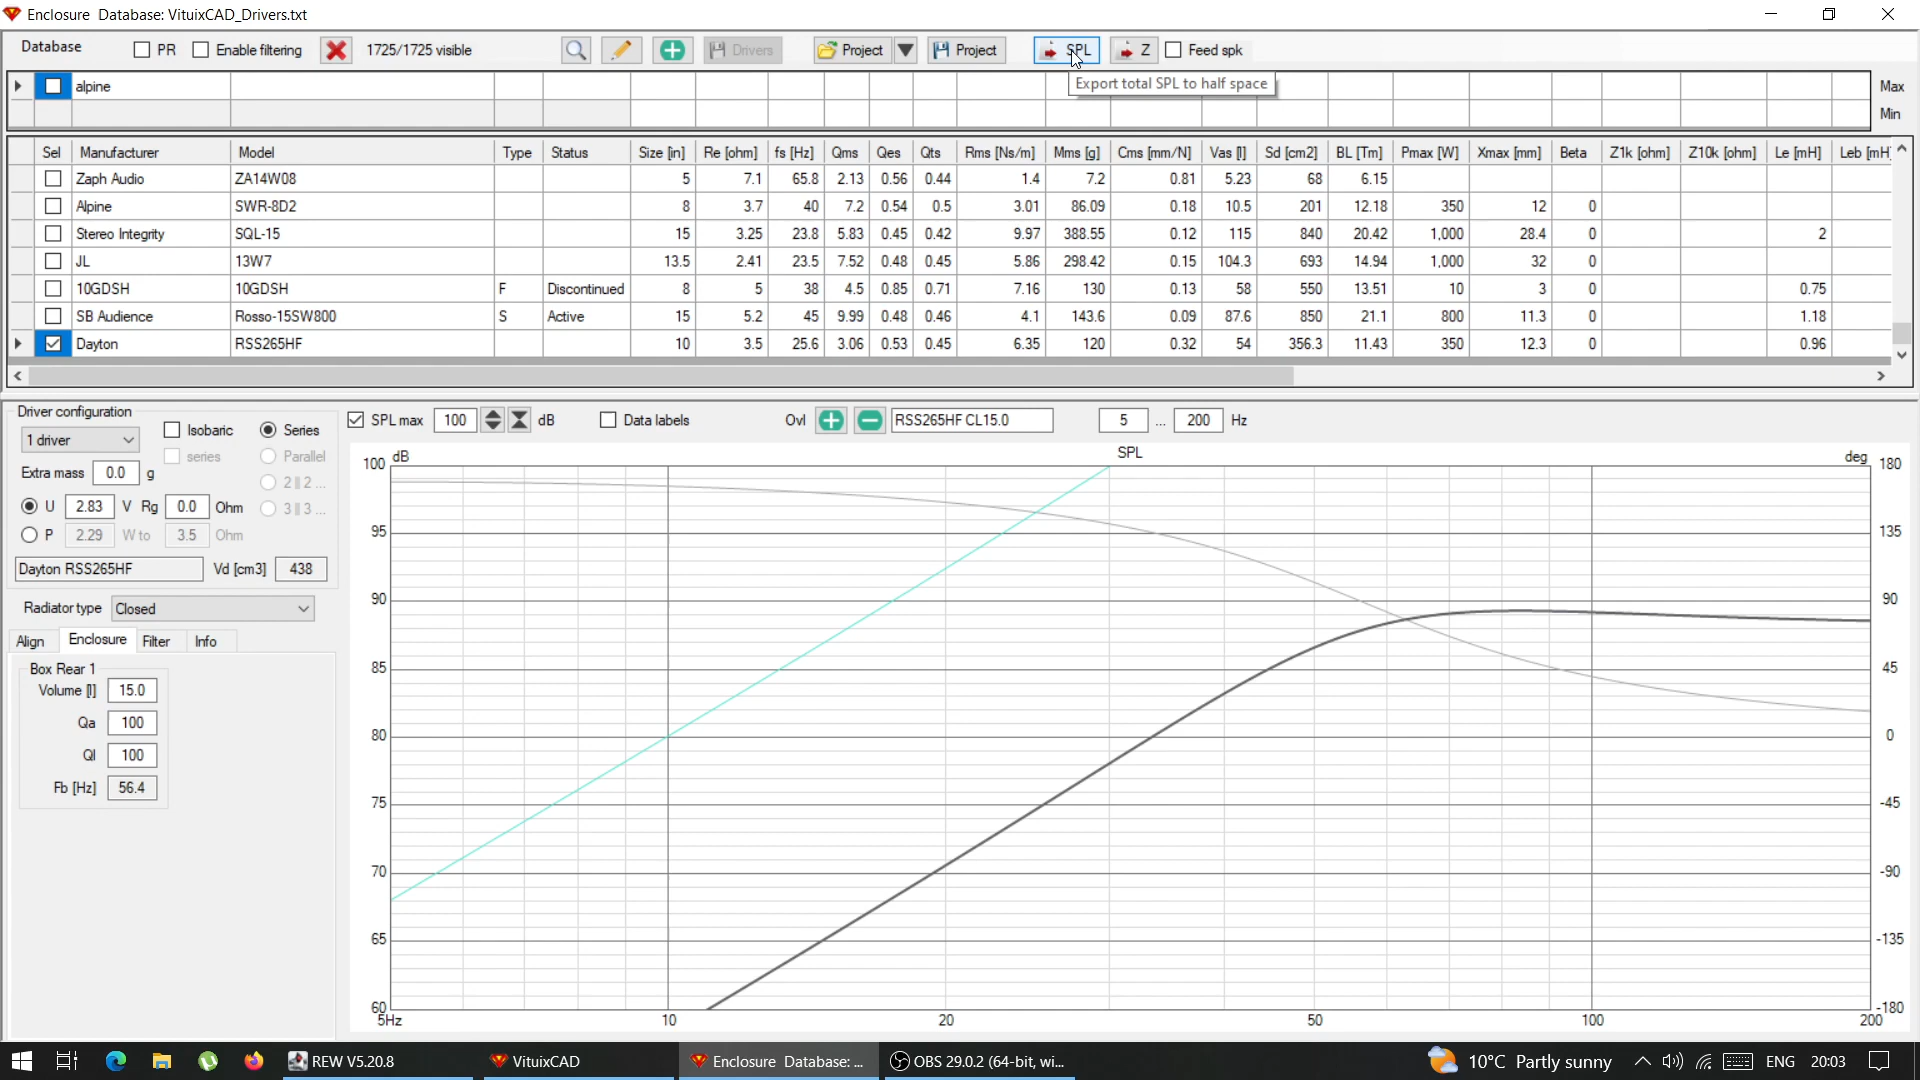 Enclosure Database: VituixCAD_Drivers.txt
Database PR Enable filtering 1725/1725 visible Drivers Project Project SPL Z Feed spk
Export total SPL to half space
alpine Max
Min
Sel Manufacturer Model Type Status Size [in] Re [ohm] fs [Hz] Qms Qes Qts Rms [Ns/m] Mms [g] Cms [mm/N] Vas [l] Sd [cm2] BL [Tm] Pmax [W] Xmax [mm] Beta Z1k [ohm] Z10k [ohm] Le [mH] Leb [mH]
Zaph Audio ZA14W08 5 7.1 65.8 2.13 0.56 0.44 1.4 7.2 0.81 5.23 68 6.15
Alpine SWR-8D2 8 3.7 40 7.2 0.54 0.5 3.01 86.09 0.18 10.5 201 12.18 350 12 0
Stereo Integrity SQL-15 15 3.25 23.8 5.83 0.45 0.42 9.97 388.55 0.12 115 840 20.42 1,000 28.4 0 2
JL 13W7 13.5 2.41 23.5 7.52 0.48 0.45 5.86 298.42 0.15 104.3 693 14.94 1,000 32 0
10GDSH 10GDSH F Discontinued 8 5 38 4.5 0.85 0.71 7.16 130 0.13 58 550 13.51 10 3 0 0.75
SB Audience Rosso-15SW800 S Active 15 5.2 45 9.99 0.48 0.46 4.1 143.6 0.09 87.6 850 21.1 800 11.3 0 1.18
Dayton RSS265HF 10 3.5 25.6 3.06 0.53 0.45 6.35 120 0.32 54 356.3 11.43 350 12.3 0 0.96
Driver configuration
1 driver Isobaric Series
series Parallel
Extra mass 0.0 g 2 || 2 ...
U 2.83 V Rg 0.0 Ohm 3 || 3 ...
P 2.29 W to 3.5 Ohm
Dayton RSS265HF Vd [cm3] 438
Radiator type Closed
Align Enclosure Filter Info
Box Rear 1
Volume [l] 15.0
Qa 100
Ql 100
Fb [Hz] 56.4
SPL max 100 dB Data labels Ovl RSS265HF CL15.0 5 ... 200 Hz
SPL
dB deg
100 180
95 135
90 90
85 45
80 0
75 -45
70 -90
65 -135
60 -180
5Hz 10 20 50 100 200
REW V5.20.8 VituixCAD Enclosure Database: ... OBS 29.0.2 (64-bit, wi... 10°C Partly sunny ENG 20:03